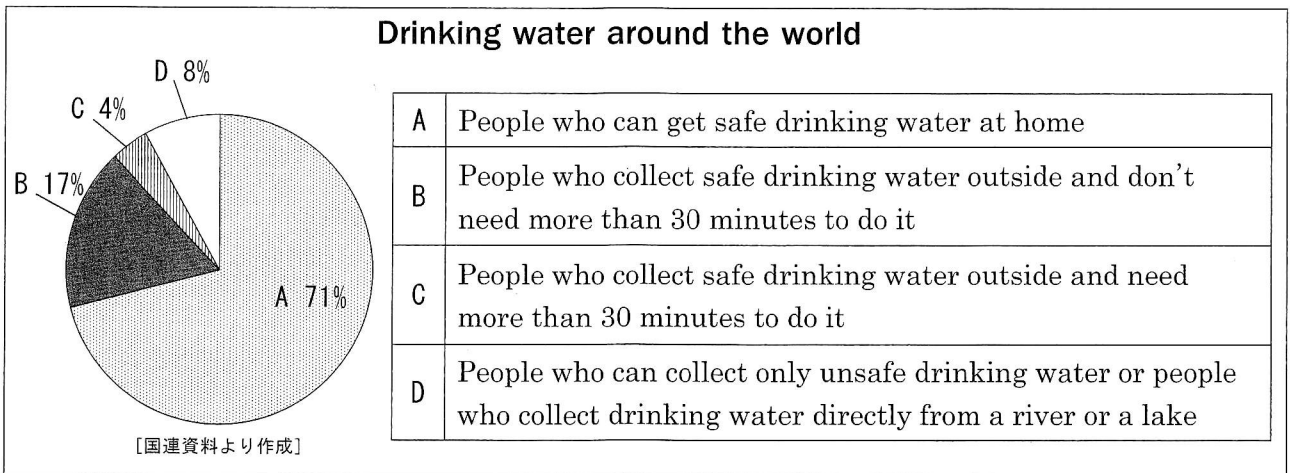 Drinking water around the world
D 8%
C 4%
B 17%
A 71%
[国連資料より作成]
A People who can get safe drinking water at home
B People who collect safe drinking water outside and don't
need more than 30 minutes to do it
C People who collect safe drinking water outside and need
more than 30 minutes to do it
D People who can collect only unsafe drinking water or people
who collect drinking water directly from a river or a lake